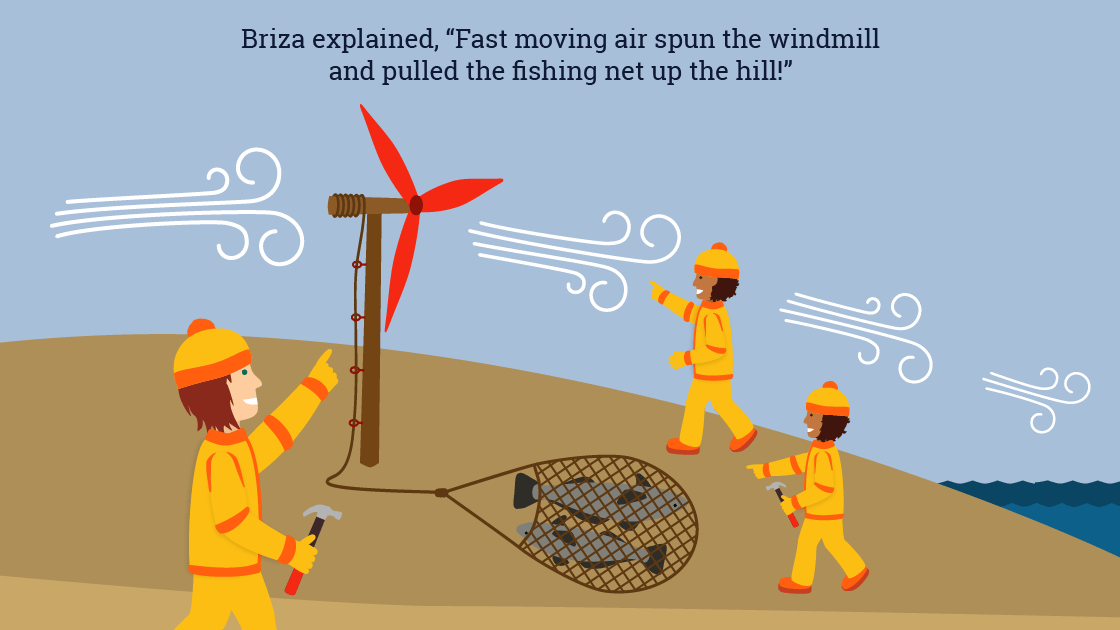 Briza explained, “Fast moving air spun the windmill
and pulled the fishing net up the hill!”